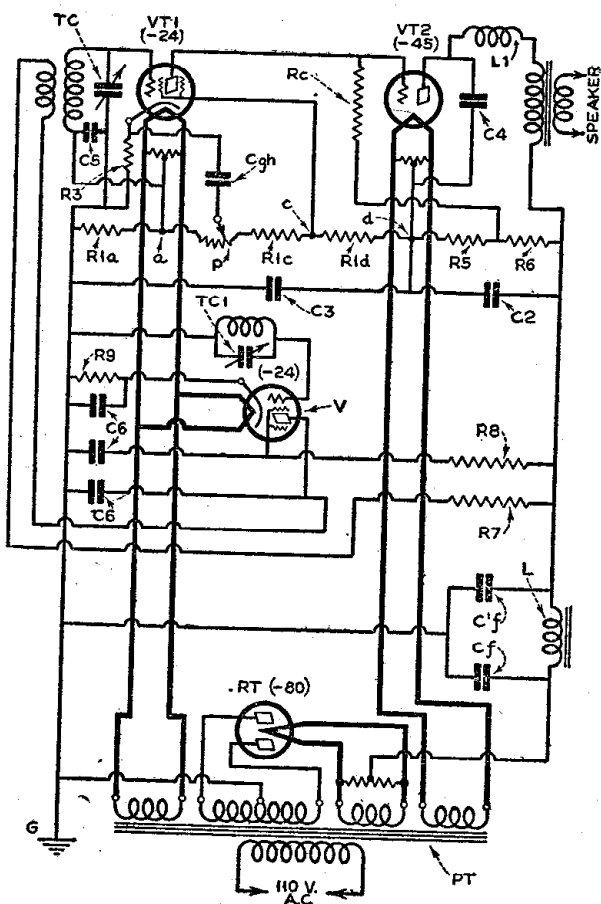 TC
VT1
(-24)
VT2
(-45)
L1
SPEAKER
Rc
C4
C5
R3
Cgh
c
d
R1a
a
P
R1c
R1d
R5
R6
C3
C2
TC1
R9
(-24)
V
C6
C6
C6
R8
R7
L
C'f
Cf
RT (-80)
G
PT
110 V.
A.C.